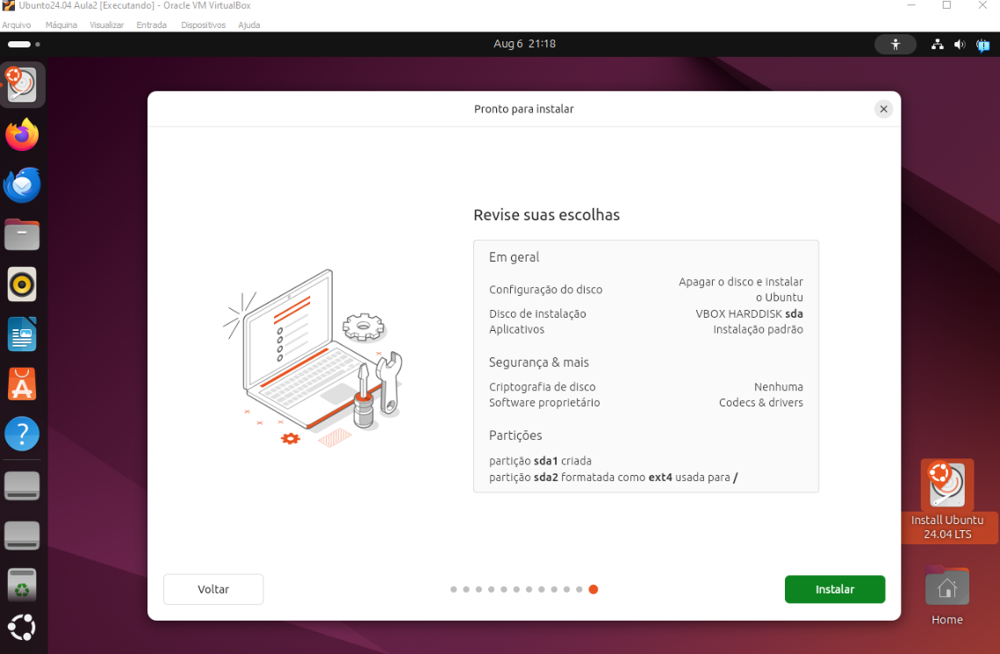 Ubunto24.04 Aula2 [Executando] - Oracle VM VirtualBox
Arquivo Máquina Visualizar Entrada Dispositivos Ajuda
Aug 6 21:18
Pronto para instalar
Revise suas escolhas
Em geral
Configuração do disco
Apagar o disco e instalar
o Ubuntu
Disco de instalação VBOX HARDDISK sda
Aplicativos Instalação padrão
Segurança & mais
Criptografia de disco Nenhuma
Software proprietário Codecs & drivers
Partições
partição sda1 criada
partição sda2 formatada como ext4 usada para /
Install Ubuntu
24.04 LTS
Voltar
Instalar
Home